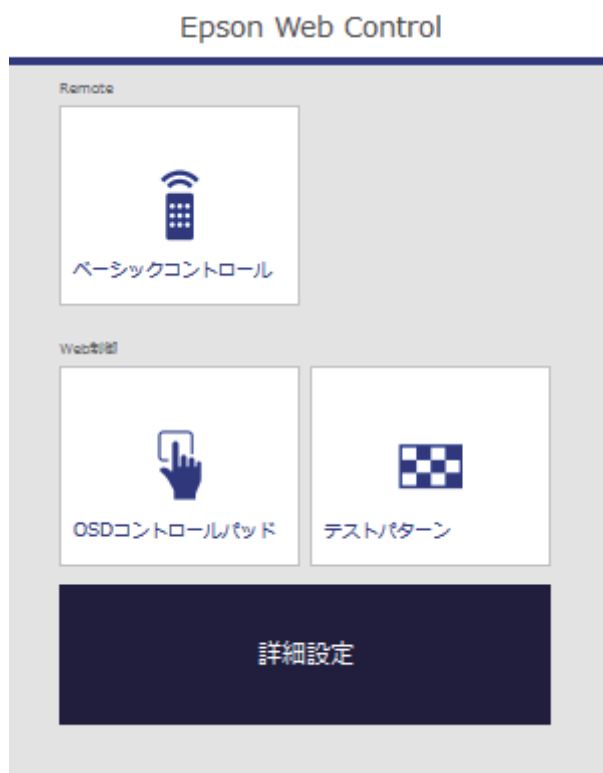 Epson Web Control
Remote
ベーシックコントロール
Web制御
OSDコントロールパッド
テストパターン
詳細設定